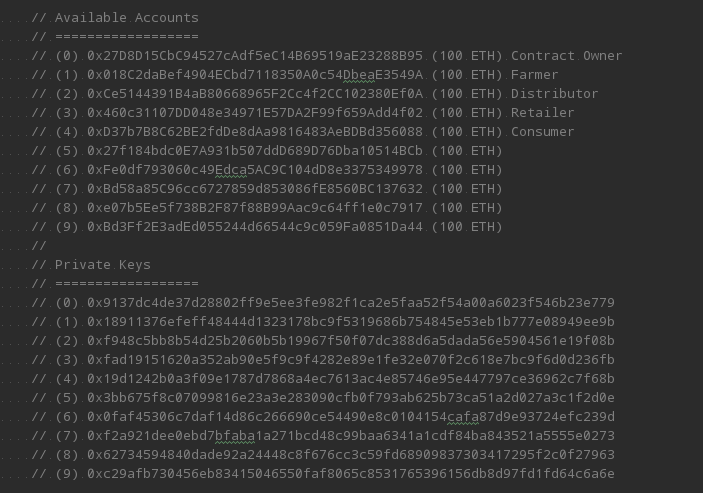 // Available Accounts
// ==================
// (0) 0x27D8D15CbC94527cAdf5eC14B69519aE23288B95 (100 ETH) Contract Owner
// (1) 0x018C2daBef4904ECbd7118350A0c54DbeaE3549A (100 ETH) Farmer
// (2) 0xCe5144391B4aB80668965F2Cc4f2CC102380Ef0A (100 ETH) Distributor
// (3) 0x460c31107DD048e34971E57DA2F99f659Add4f02 (100 ETH) Retailer
// (4) 0xD37b7B8C62BE2fdDe8dAa9816483AeBDBd356088 (100 ETH) Consumer
// (5) 0x27f184bdc0E7A931b507ddD689D76Dba10514BCb (100 ETH)
// (6) 0xFe0df793060c49Edca5AC9C104dD8e3375349978 (100 ETH)
// (7) 0xBd58a85C96cc6727859d853086fE8560BC137632 (100 ETH)
// (8) 0xe07b5Ee5f738B2F87f88B99Aac9c64ff1e0c7917 (100 ETH)
// (9) 0xBd3Ff2E3adEd055244d66544c9c059Fa0851Da44 (100 ETH)
//
// Private Keys
// ==================
// (0) 0x9137dc4de37d28802ff9e5ee3fe982f1ca2e5faa52f54a00a6023f546b23e779
// (1) 0x18911376efeff48444d1323178bc9f5319686b754845e53eb1b777e08949ee9b
// (2) 0xf948c5bb8b54d25b2060b5b19967f50f07dc388d6a5dada56e5904561e19f08b
// (3) 0xfad19151620a352ab90e5f9c9f4282e89e1fe32e070f2c618e7bc9f6d0d236fb
// (4) 0x19d1242b0a3f09e1787d7868a4ec7613ac4e85746e95e447797ce36962c7f68b
// (5) 0x3bb675f8c07099816e23a3e283090cfb0f793ab625b73ca51a2d027a3c1f2d0e
// (6) 0x0faf45306c7daf14d86c266690ce54490e8c0104154cafa87d9e93724efc239d
// (7) 0xf2a921dee0ebd7bfaba1a271bcd48c99baa6341a1cdf84ba843521a5555e0273
// (8) 0x62734594840dade92a24448c8f676cc3c59fd68909837303417295f2c0f27963
// (9) 0xc29afb730456eb83415046550faf8065c8531765396156db8d97fd1fd64c6a6e